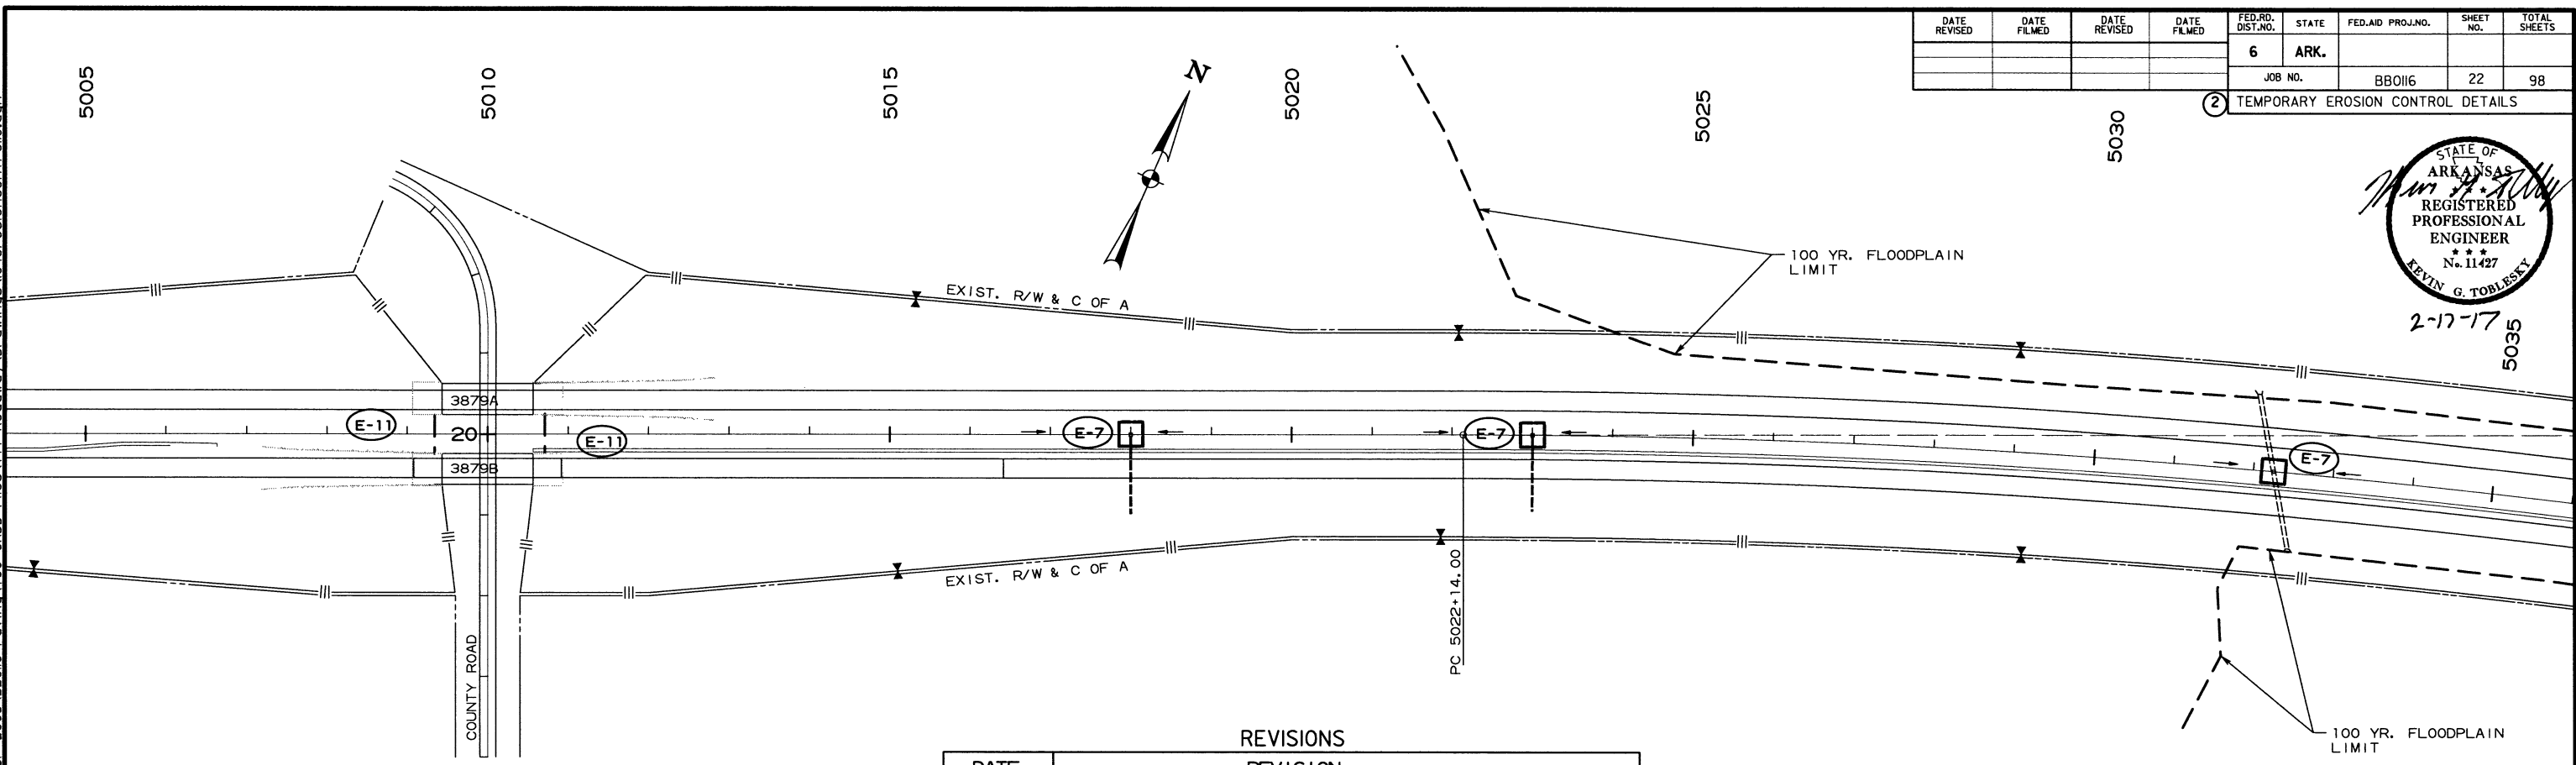 DATE REVISED
DATE FILMED
DATE REVISED
DATE FILMED
FED.RD. DIST.NO.
STATE
FED.AID PROJ.NO.
SHEET NO.
TOTAL SHEETS
6
ARK.
JOB NO.
BB0116
22
98
2
TEMPORARY EROSION CONTROL DETAILS
5005
5010
5015
5020
5025
5030
5035
N
STATE OF
ARKANSAS
REGISTERED
PROFESSIONAL
ENGINEER
No. 11427
KEVIN G. TOBLESKY
2-17-17
100 YR. FLOODPLAIN
LIMIT
EXIST. R/W & C OF A
3879A
E-11
20
E-11
E-7
E-7
E-7
3879B
EXIST. R/W & C OF A
PC 5022+14.00
COUNTY ROAD
100 YR. FLOODPLAIN
LIMIT
REVISIONS
DATE
REVISION